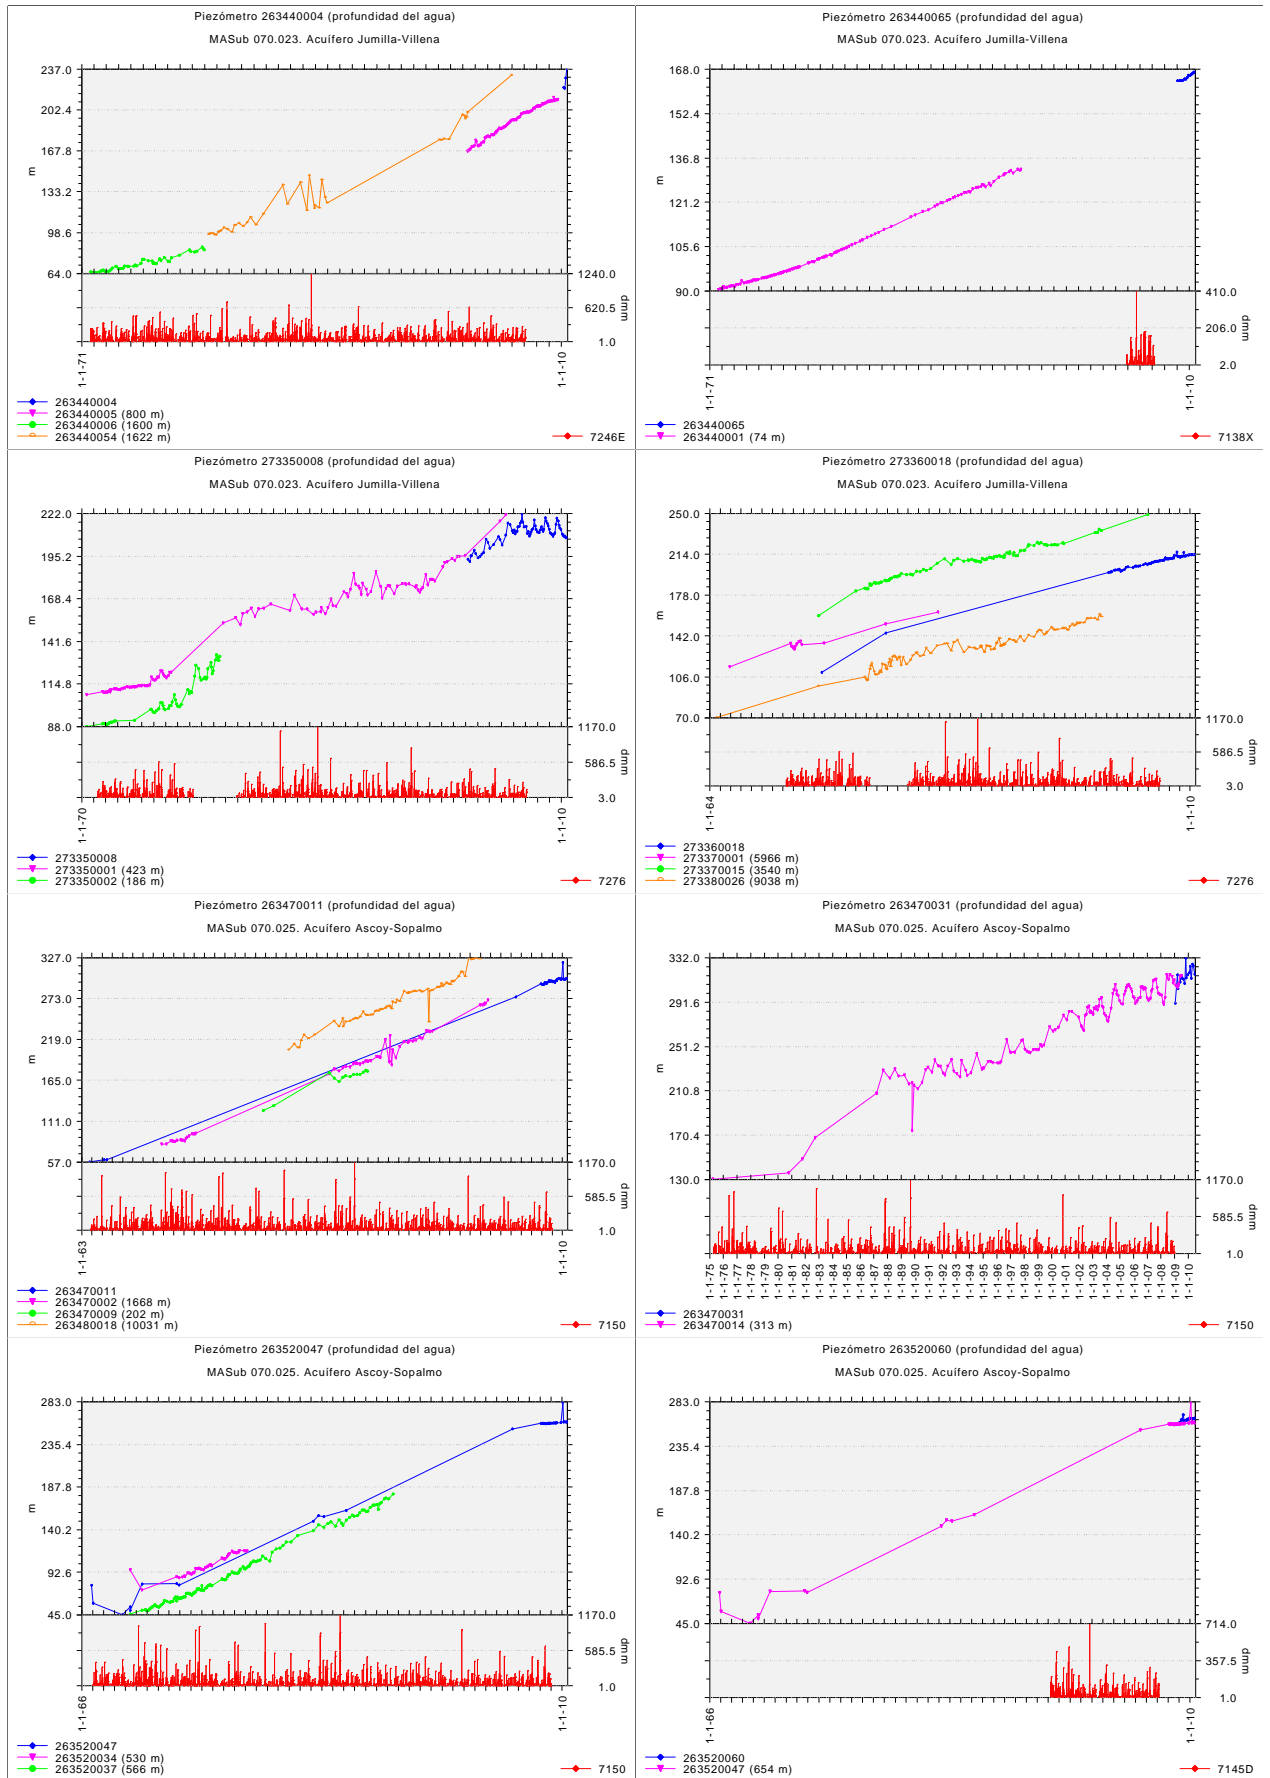 Piezómetro 263440004 (profundidad del agua)
MASub 070.023. Acuífero Jumilla-Villena
237.0
202.4
167.8
133.2
98.6
64.0
m
1240.0
620.5
1.0
dmm
1-1-71
1-1-10
263440004
263440005 (800 m)
263440006 (1600 m)
263440054 (1622 m)
7246E
Piezómetro 263440065 (profundidad del agua)
MASub 070.023. Acuífero Jumilla-Villena
168.0
152.4
136.8
121.2
105.6
90.0
m
410.0
206.0
2.0
dmm
1-1-71
1-1-10
263440065
263440001 (74 m)
7138X
Piezómetro 273350008 (profundidad del agua)
MASub 070.023. Acuífero Jumilla-Villena
222.0
195.2
168.4
141.6
114.8
88.0
m
1170.0
586.5
3.0
dmm
1-1-70
1-1-10
273350008
273350001 (423 m)
273350002 (186 m)
7276
Piezómetro 273360018 (profundidad del agua)
MASub 070.023. Acuífero Jumilla-Villena
250.0
214.0
178.0
142.0
106.0
70.0
m
1170.0
586.5
3.0
dmm
1-1-64
1-1-10
273360018
273370001 (5966 m)
273370015 (3540 m)
273380026 (9038 m)
7276
Piezómetro 263470011 (profundidad del agua)
MASub 070.025. Acuífero Ascoy-Sopalmo
327.0
273.0
219.0
165.0
111.0
57.0
m
1170.0
585.5
1.0
dmm
1-1-63
1-1-10
263470011
263470002 (1668 m)
263470009 (202 m)
263480018 (10031 m)
7150
Piezómetro 263470031 (profundidad del agua)
MASub 070.025. Acuífero Ascoy-Sopalmo
332.0
291.6
251.2
210.8
170.4
130.0
m
1170.0
585.5
1.0
dmm
1-1-75
1-1-76
1-1-77
1-1-78
1-1-79
1-1-80
1-1-81
1-1-82
1-1-83
1-1-84
1-1-85
1-1-86
1-1-87
1-1-88
1-1-89
1-1-90
1-1-91
1-1-92
1-1-93
1-1-94
1-1-95
1-1-96
1-1-97
1-1-98
1-1-99
1-1-00
1-1-01
1-1-02
1-1-03
1-1-04
1-1-05
1-1-06
1-1-07
1-1-08
1-1-09
1-1-10
263470031
263470014 (313 m)
7150
Piezómetro 263520047 (profundidad del agua)
MASub 070.025. Acuífero Ascoy-Sopalmo
283.0
235.4
187.8
140.2
92.6
45.0
m
1170.0
585.5
1.0
dmm
1-1-66
1-1-10
263520047
263520034 (530 m)
263520037 (566 m)
7150
Piezómetro 263520060 (profundidad del agua)
MASub 070.025. Acuífero Ascoy-Sopalmo
283.0
235.4
187.8
140.2
92.6
45.0
m
714.0
357.5
1.0
dmm
1-1-66
1-1-10
263520060
263520047 (654 m)
7145D